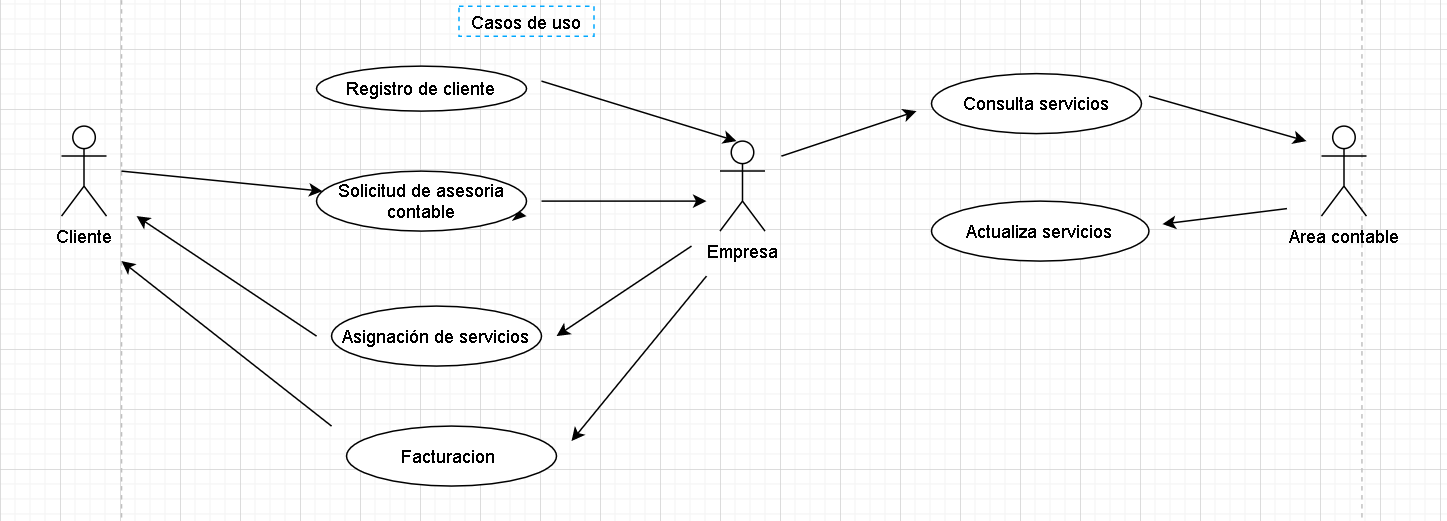 Casos de uso
Registro de cliente
Consulta servicios
Solicitud de asesoria
contable
Cliente
Empresa
Actualiza servicios
Area contable
Asignación de servicios
Facturacion